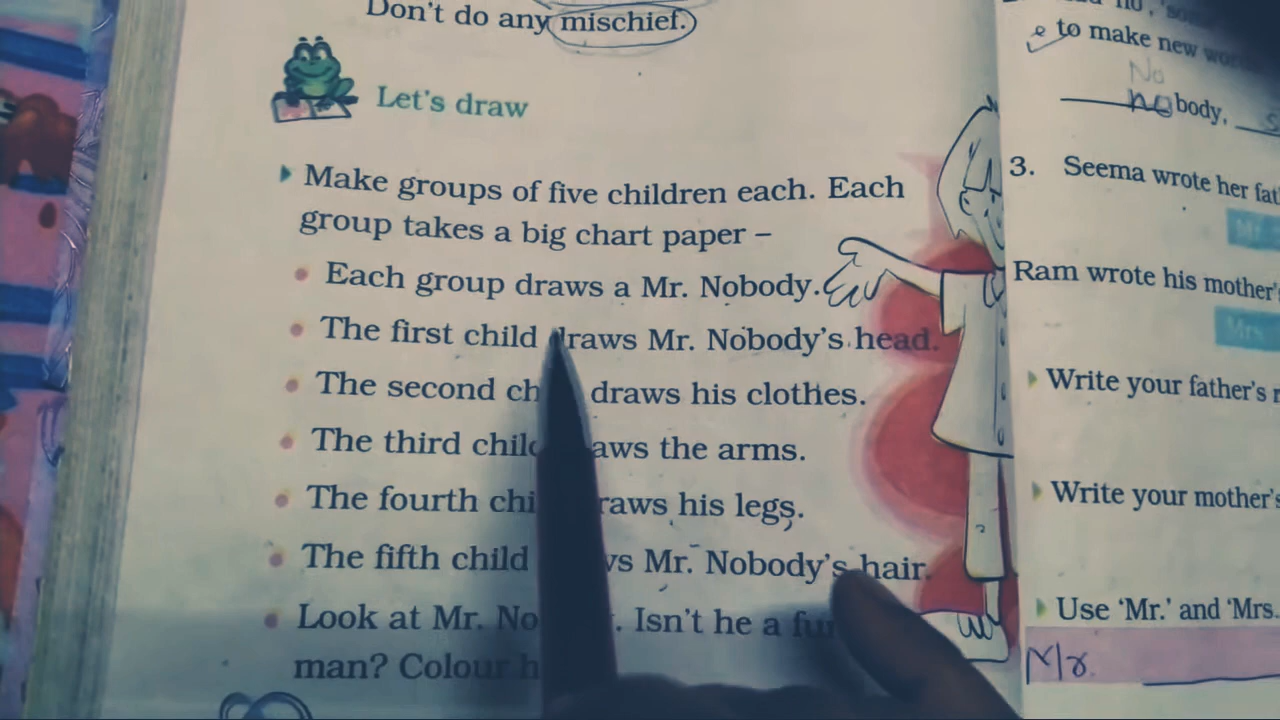 Don't do any mischief.
Let's draw
Make groups of five children each. Each
group takes a big chart paper –
Each group draws a Mr. Nobody.
The first child draws Mr. Nobody's head.
The second draws his clothes.
The third the arms.
The fourth his legs.
The fifth child Mr. Nobody's hair.
Look at Mr. Isn't he a
man? Colour
to make new
No
no body,
3. Seema wrote her
Ram wrote his mother's
Write your father's
Write your mother's
Use 'Mr.' and 'Mrs.
Mr.